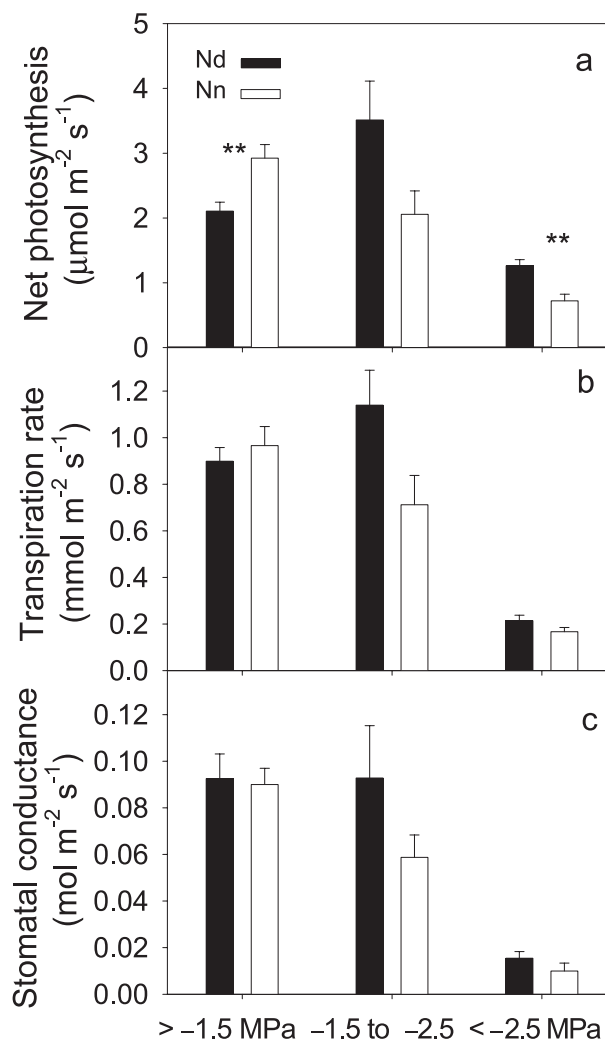 Net photosynthesis
(μmol m-2 s-1)
5
4
3
2
1
0
Nd
Nn
a
**
**
Transpiration rate
(mmol m-2 s-1)
1.2
1.0
0.8
0.6
0.4
0.2
0.0
b
Stomatal conductance
(mol m-2 s-1)
0.12
0.10
0.08
0.06
0.04
0.02
0.00
c
> −1.5 MPa −1.5 to −2.5 < −2.5 MPa